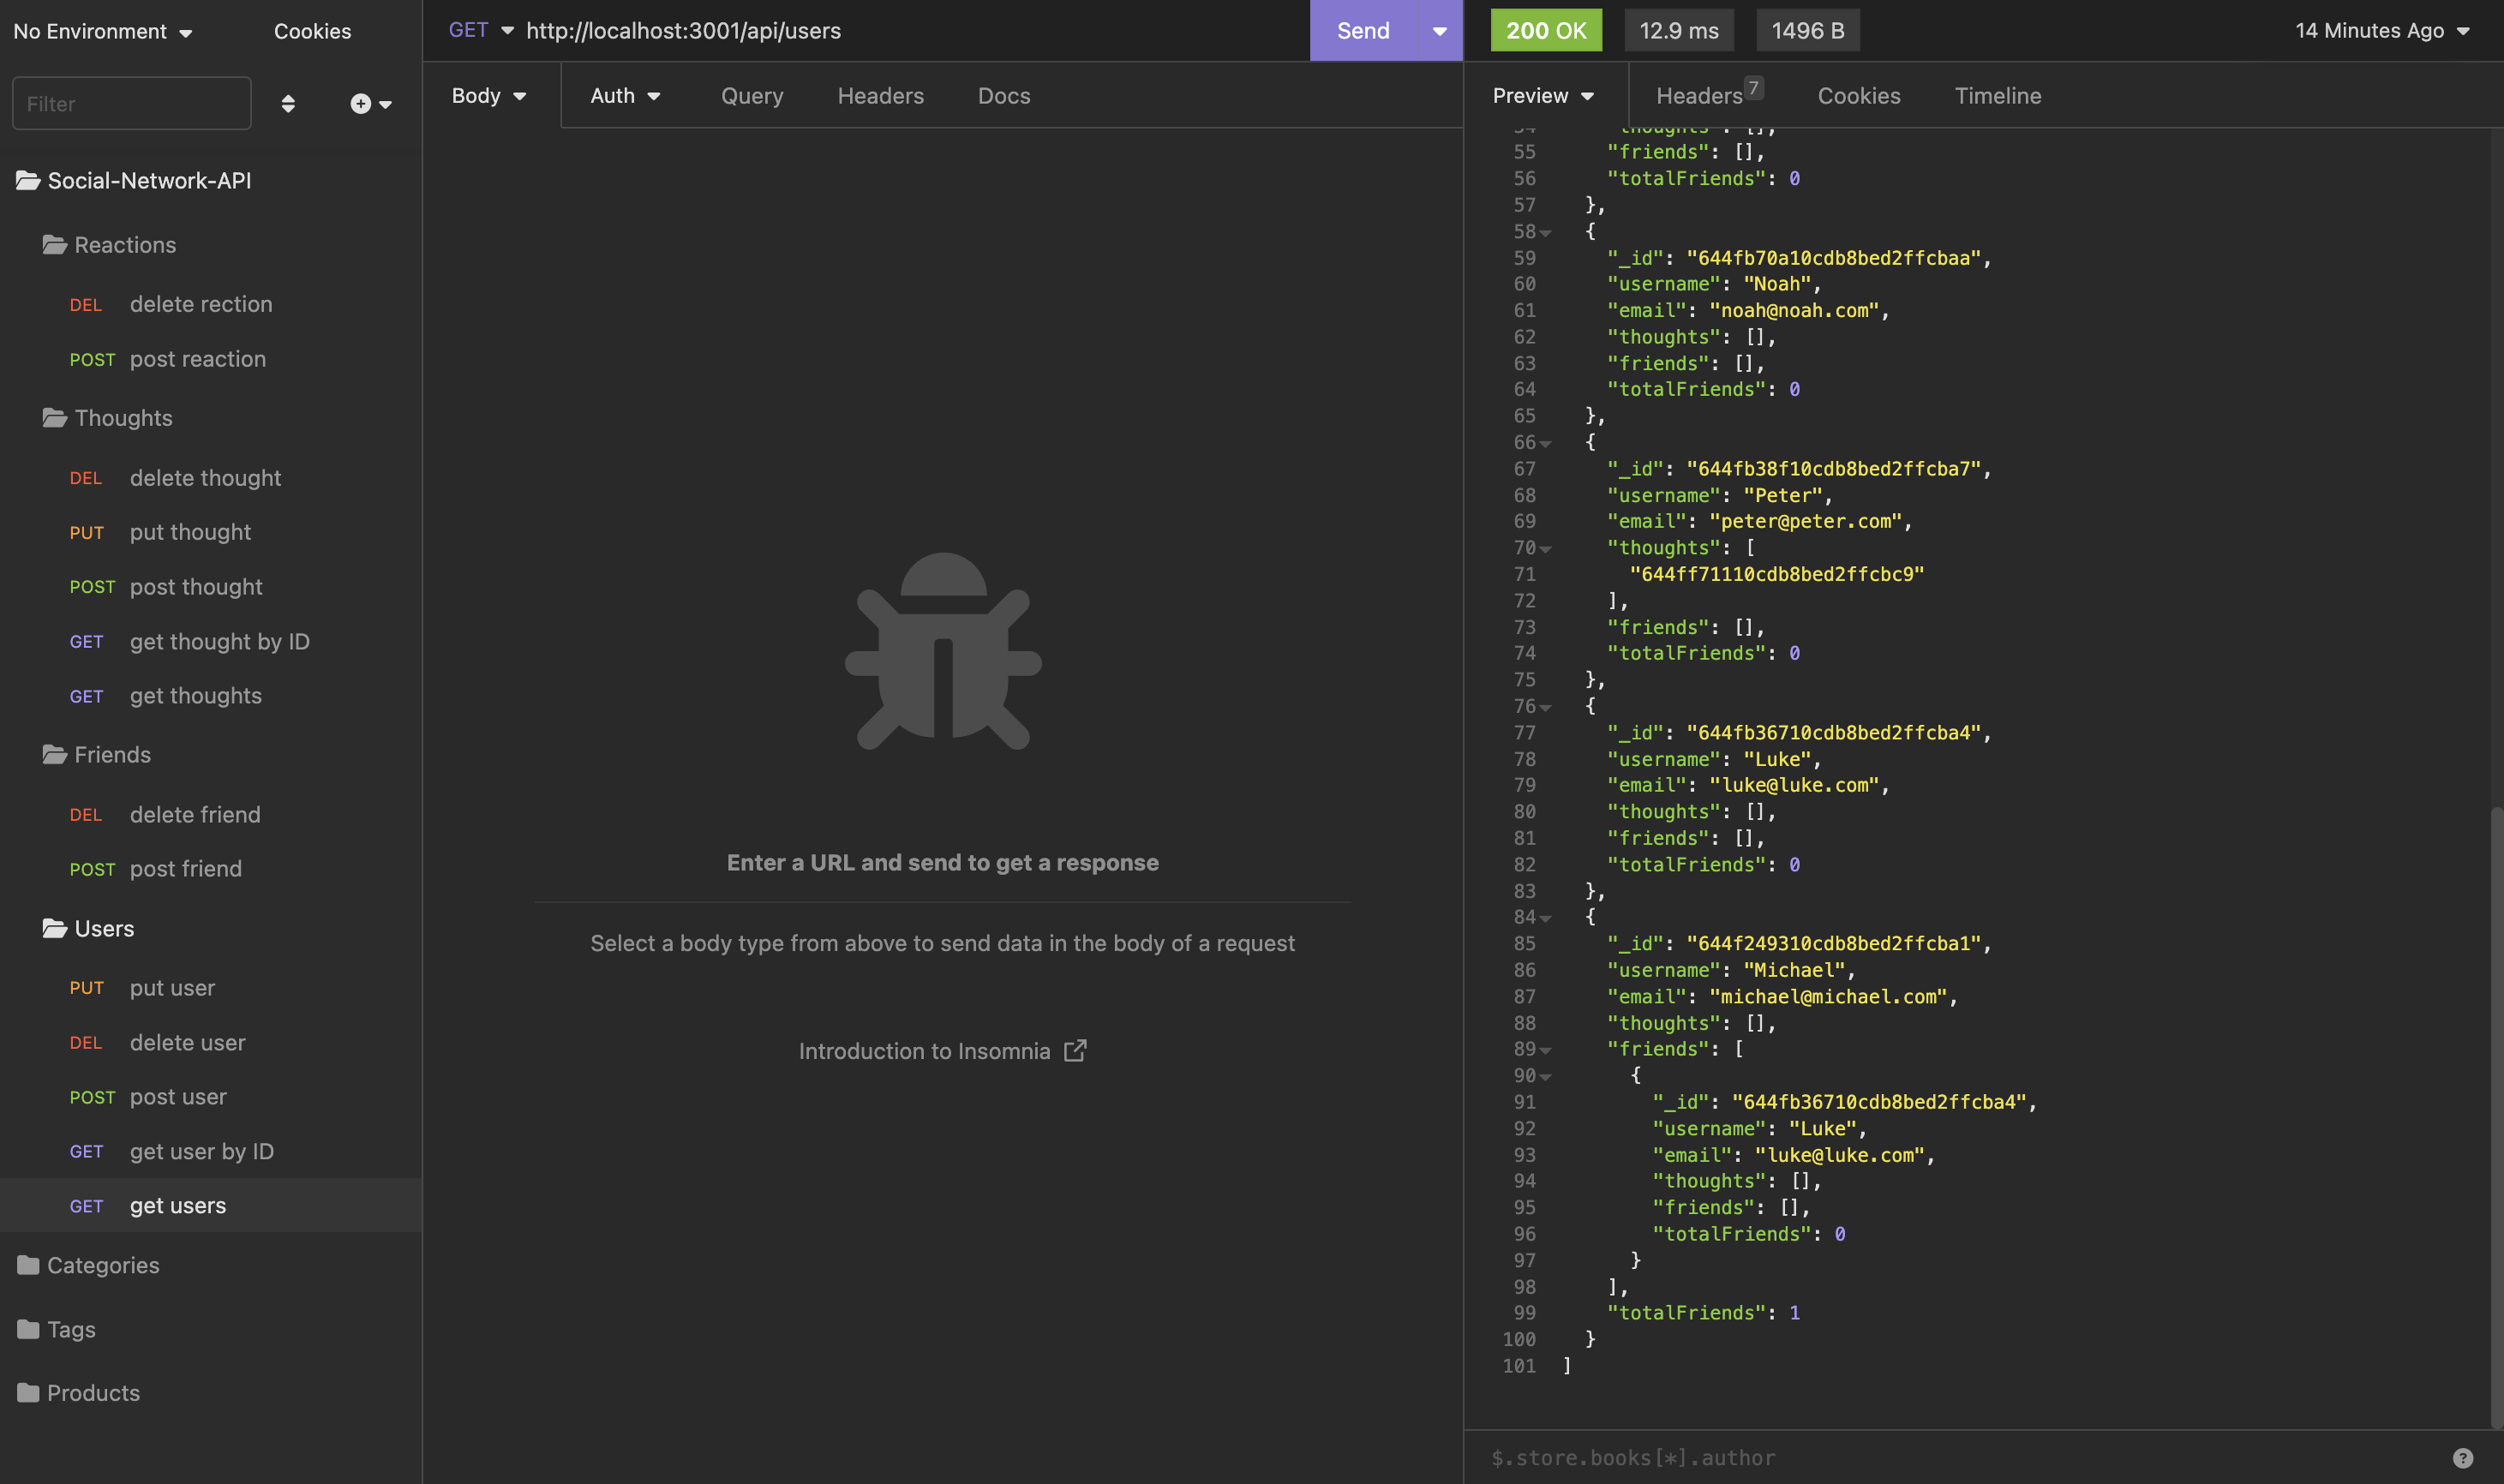 No Environment
Cookies
Filter
Social-Network-API
Reactions
DEL delete rection
POST post reaction
Thoughts
DEL delete thought
PUT put thought
POST post thought
GET get thought by ID
GET get thoughts
Friends
DEL delete friend
POST post friend
Users
PUT put user
DEL delete user
POST post user
GET get user by ID
GET get users
Categories
Tags
Products
GET http://localhost:3001/api/users Send
Body Auth Query Headers Docs
Enter a URL and send to get a response
Select a body type from above to send data in the body of a request
Introduction to Insomnia
200 OK 12.9 ms 1496 B 14 Minutes Ago
Preview Headers 7 Cookies Timeline
54 "thoughts": [],
55 "friends": [],
56 "totalFriends": 0
57 },
58 {
59 "_id": "644fb70a10cdb8bed2ffcbaa",
60 "username": "Noah",
61 "email": "noah@noah.com",
62 "thoughts": [],
63 "friends": [],
64 "totalFriends": 0
65 },
66 {
67 "_id": "644fb38f10cdb8bed2ffcba7",
68 "username": "Peter",
69 "email": "peter@peter.com",
70 "thoughts": [
71 "644ff71110cdb8bed2ffcbc9"
72 ],
73 "friends": [],
74 "totalFriends": 0
75 },
76 {
77 "_id": "644fb36710cdb8bed2ffcba4",
78 "username": "Luke",
79 "email": "luke@luke.com",
80 "thoughts": [],
81 "friends": [],
82 "totalFriends": 0
83 },
84 {
85 "_id": "644f249310cdb8bed2ffcba1",
86 "username": "Michael",
87 "email": "michael@michael.com",
88 "thoughts": [],
89 "friends": [
90 {
91 "_id": "644fb36710cdb8bed2ffcba4",
92 "username": "Luke",
93 "email": "luke@luke.com",
94 "thoughts": [],
95 "friends": [],
96 "totalFriends": 0
97 }
98 ],
99 "totalFriends": 1
100 }
101 ]
$.store.books[*].author